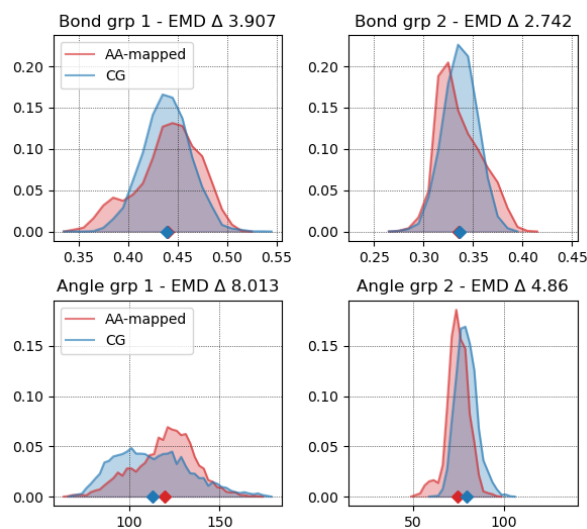 Bond grp 1 - EMD Δ 3.907
AA-mapped
CG
0.20
0.15
0.10
0.05
0.00
0.35 0.40 0.45 0.50 0.55
Bond grp 2 - EMD Δ 2.742
0.20
0.15
0.10
0.05
0.00
0.25 0.30 0.35 0.40 0.45
Angle grp 1 - EMD Δ 8.013
AA-mapped
CG
0.15
0.10
0.05
0.00
100 150
Angle grp 2 - EMD Δ 4.86
0.15
0.10
0.05
0.00
50 100